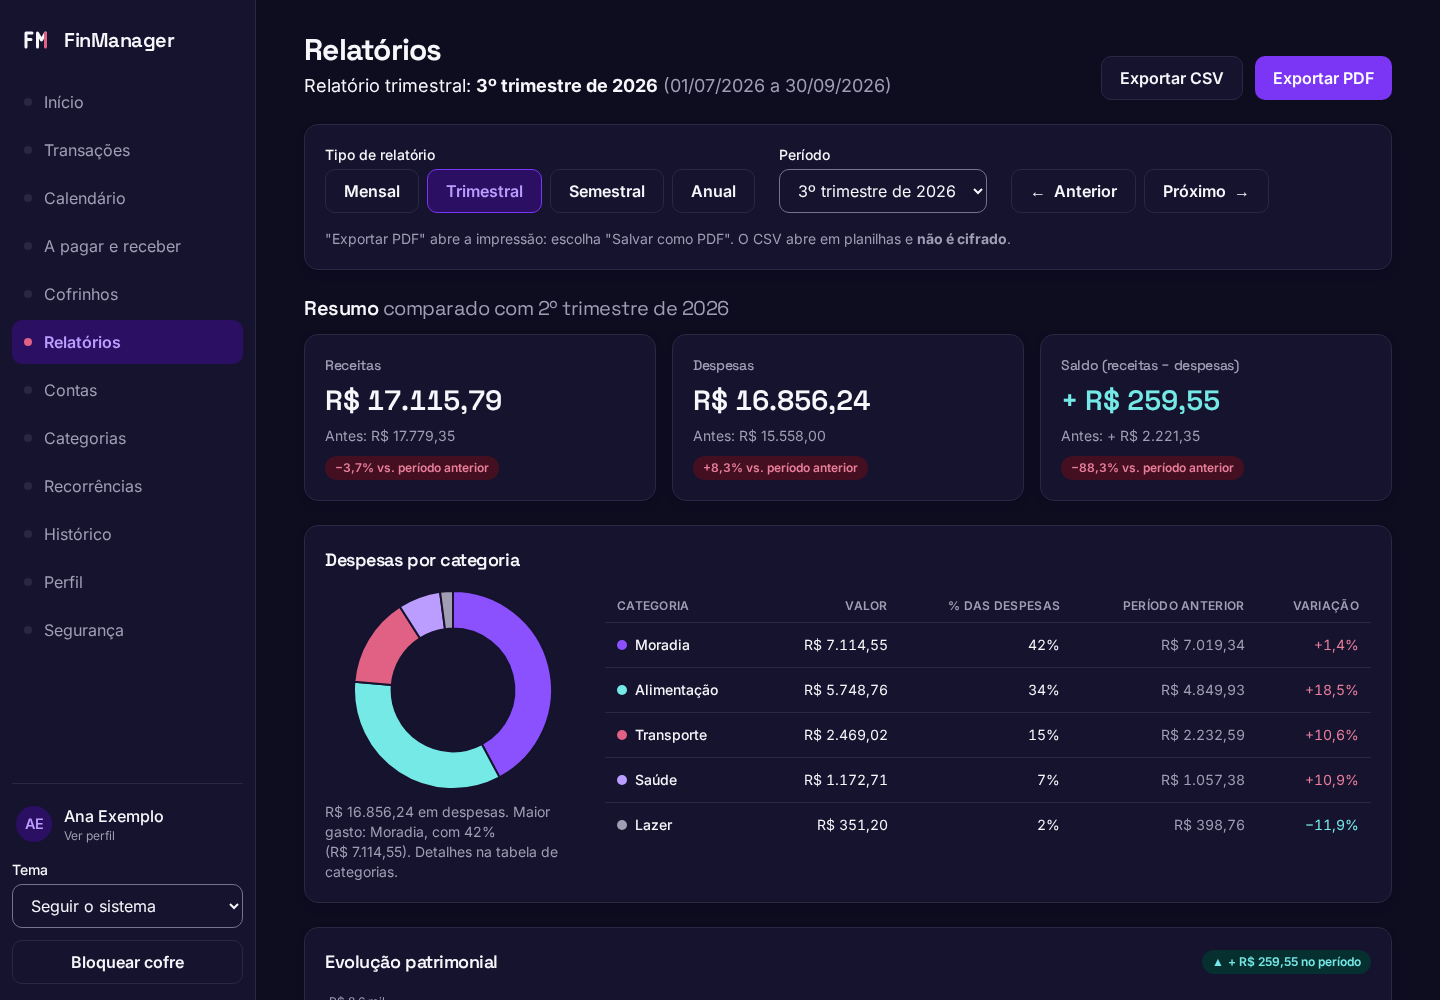 FM FinManager
Início
Transações
Calendário
A pagar e receber
Cofrinhos
Relatórios
Contas
Categorias
Recorrências
Histórico
Perfil
Segurança
AE Ana Exemplo
Ver perfil
Tema
Seguir o sistema
Bloquear cofre
Relatórios
Relatório trimestral: 3º trimestre de 2026 (01/07/2026 a 30/09/2026)
Exportar CSV Exportar PDF
Tipo de relatório Período
Mensal Trimestral Semestral Anual 3º trimestre de 2026 ← Anterior Próximo →
"Exportar PDF" abre a impressão: escolha "Salvar como PDF". O CSV abre em planilhas e não é cifrado.
Resumo comparado com 2º trimestre de 2026
Receitas
R$ 17.115,79
Antes: R$ 17.779,35
−3,7% vs. período anterior
Despesas
R$ 16.856,24
Antes: R$ 15.558,00
+8,3% vs. período anterior
Saldo (receitas − despesas)
+ R$ 259,55
Antes: + R$ 2.221,35
−88,3% vs. período anterior
Despesas por categoria
R$ 16.856,24 em despesas. Maior
gasto: Moradia, com 42%
(R$ 7.114,55). Detalhes na tabela de
categorias.
CATEGORIA VALOR % DAS DESPESAS PERÍODO ANTERIOR VARIAÇÃO
Moradia R$ 7.114,55 42% R$ 7.019,34 +1,4%
Alimentação R$ 5.748,76 34% R$ 4.849,93 +18,5%
Transporte R$ 2.469,02 15% R$ 2.232,59 +10,6%
Saúde R$ 1.172,71 7% R$ 1.057,38 +10,9%
Lazer R$ 351,20 2% R$ 398,76 −11,9%
Evolução patrimonial
▲ + R$ 259,55 no período